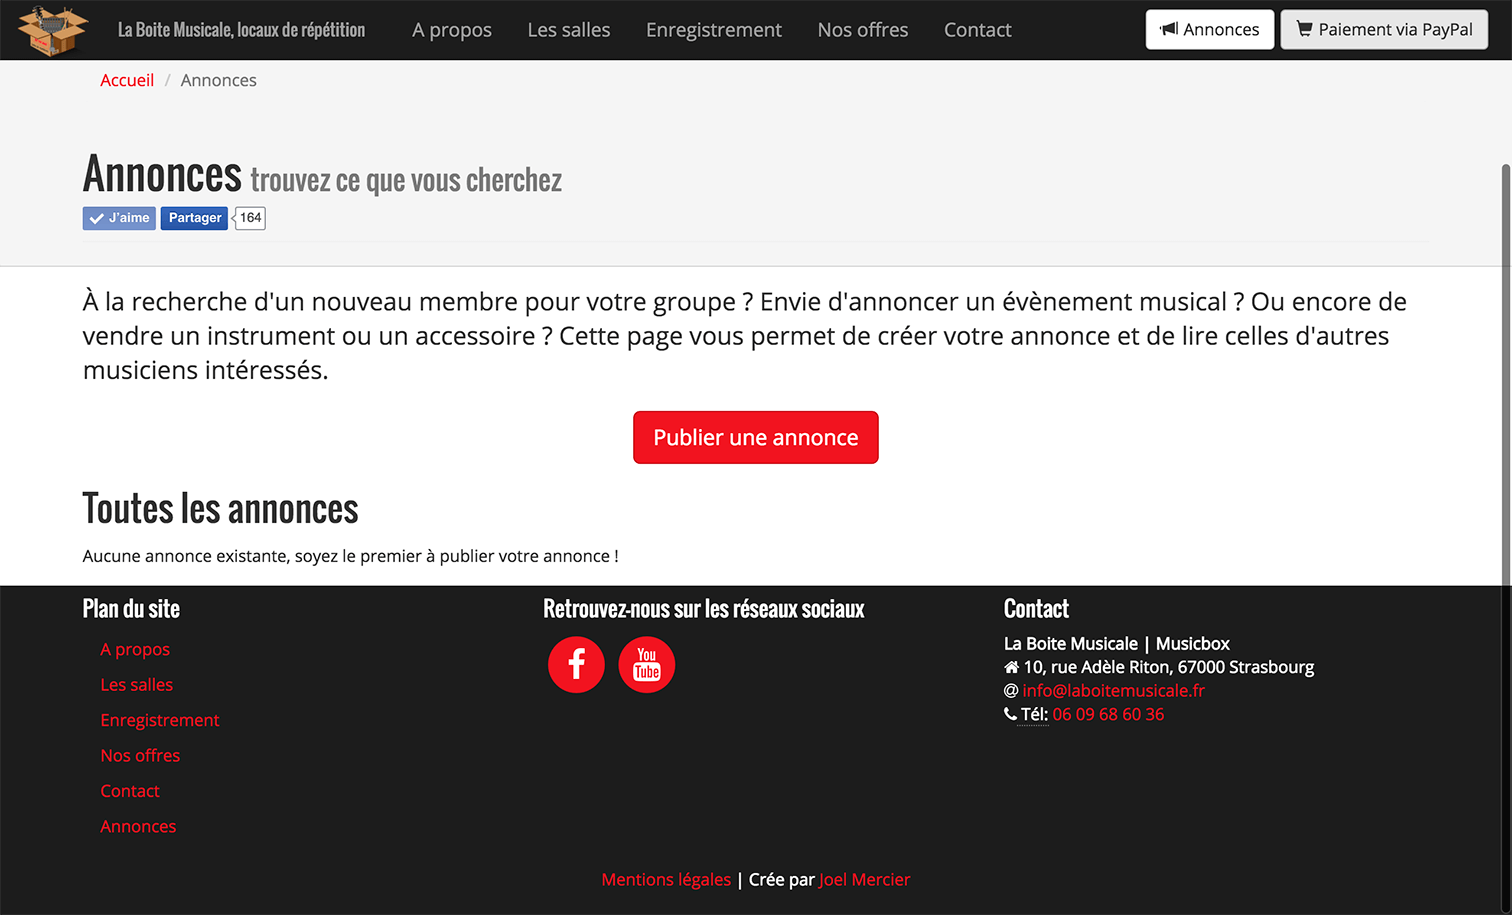 La Boite Musicale, locaux de répétition
A propos
Les salles
Enregistrement
Nos offres
Contact
Annonces
Paiement via PayPal
Accueil / Annonces
Annonces trouvez ce que vous cherchez
J'aime
Partager
164
À la recherche d'un nouveau membre pour votre groupe ? Envie d'annoncer un évènement musical ? Ou encore de
vendre un instrument ou un accessoire ? Cette page vous permet de créer votre annonce et de lire celles d'autres
musiciens intéressés.
Publier une annonce
Toutes les annonces
Aucune annonce existante, soyez le premier à publier votre annonce !
Plan du site
A propos
Les salles
Enregistrement
Nos offres
Contact
Annonces
Retrouvez-nous sur les réseaux sociaux
f
You
Tube
Contact
La Boite Musicale | Musicbox
10, rue Adèle Riton, 67000 Strasbourg
@ info@laboitemusicale.fr
Tél: 06 09 68 60 36
Mentions légales | Crée par Joel Mercier